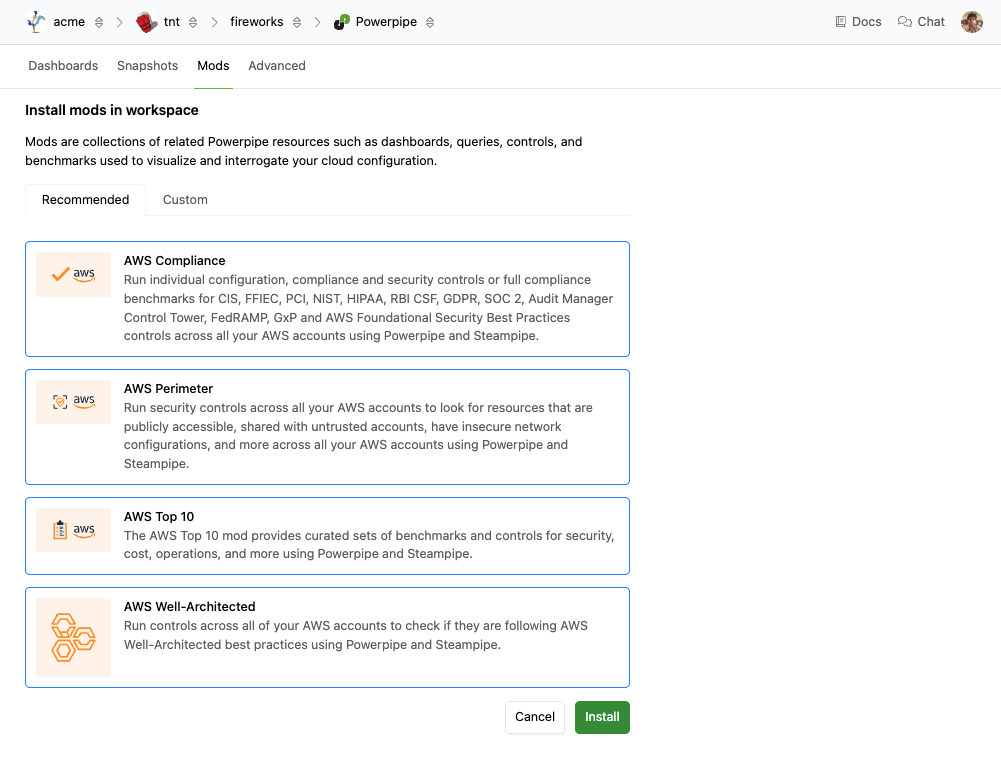 acme tnt fireworks Powerpipe Docs Chat
Dashboards Snapshots Mods Advanced
Install mods in workspace
Mods are collections of related Powerpipe resources such as dashboards, queries, controls, and
benchmarks used to visualize and interrogate your cloud configuration.
Recommended Custom
aws
AWS Compliance
Run individual configuration, compliance and security controls or full compliance
benchmarks for CIS, FFIEC, PCI, NIST, HIPAA, RBI CSF, GDPR, SOC 2, Audit Manager
Control Tower, FedRAMP, GxP and AWS Foundational Security Best Practices
controls across all your AWS accounts using Powerpipe and Steampipe.
aws
AWS Perimeter
Run security controls across all your AWS accounts to look for resources that are
publicly accessible, shared with untrusted accounts, have insecure network
configurations, and more across all your AWS accounts using Powerpipe and
Steampipe.
aws
AWS Top 10
The AWS Top 10 mod provides curated sets of benchmarks and controls for security,
cost, operations, and more using Powerpipe and Steampipe.
AWS Well-Architected
Run controls across all of your AWS accounts to check if they are following AWS
Well-Architected best practices using Powerpipe and Steampipe.
Cancel Install